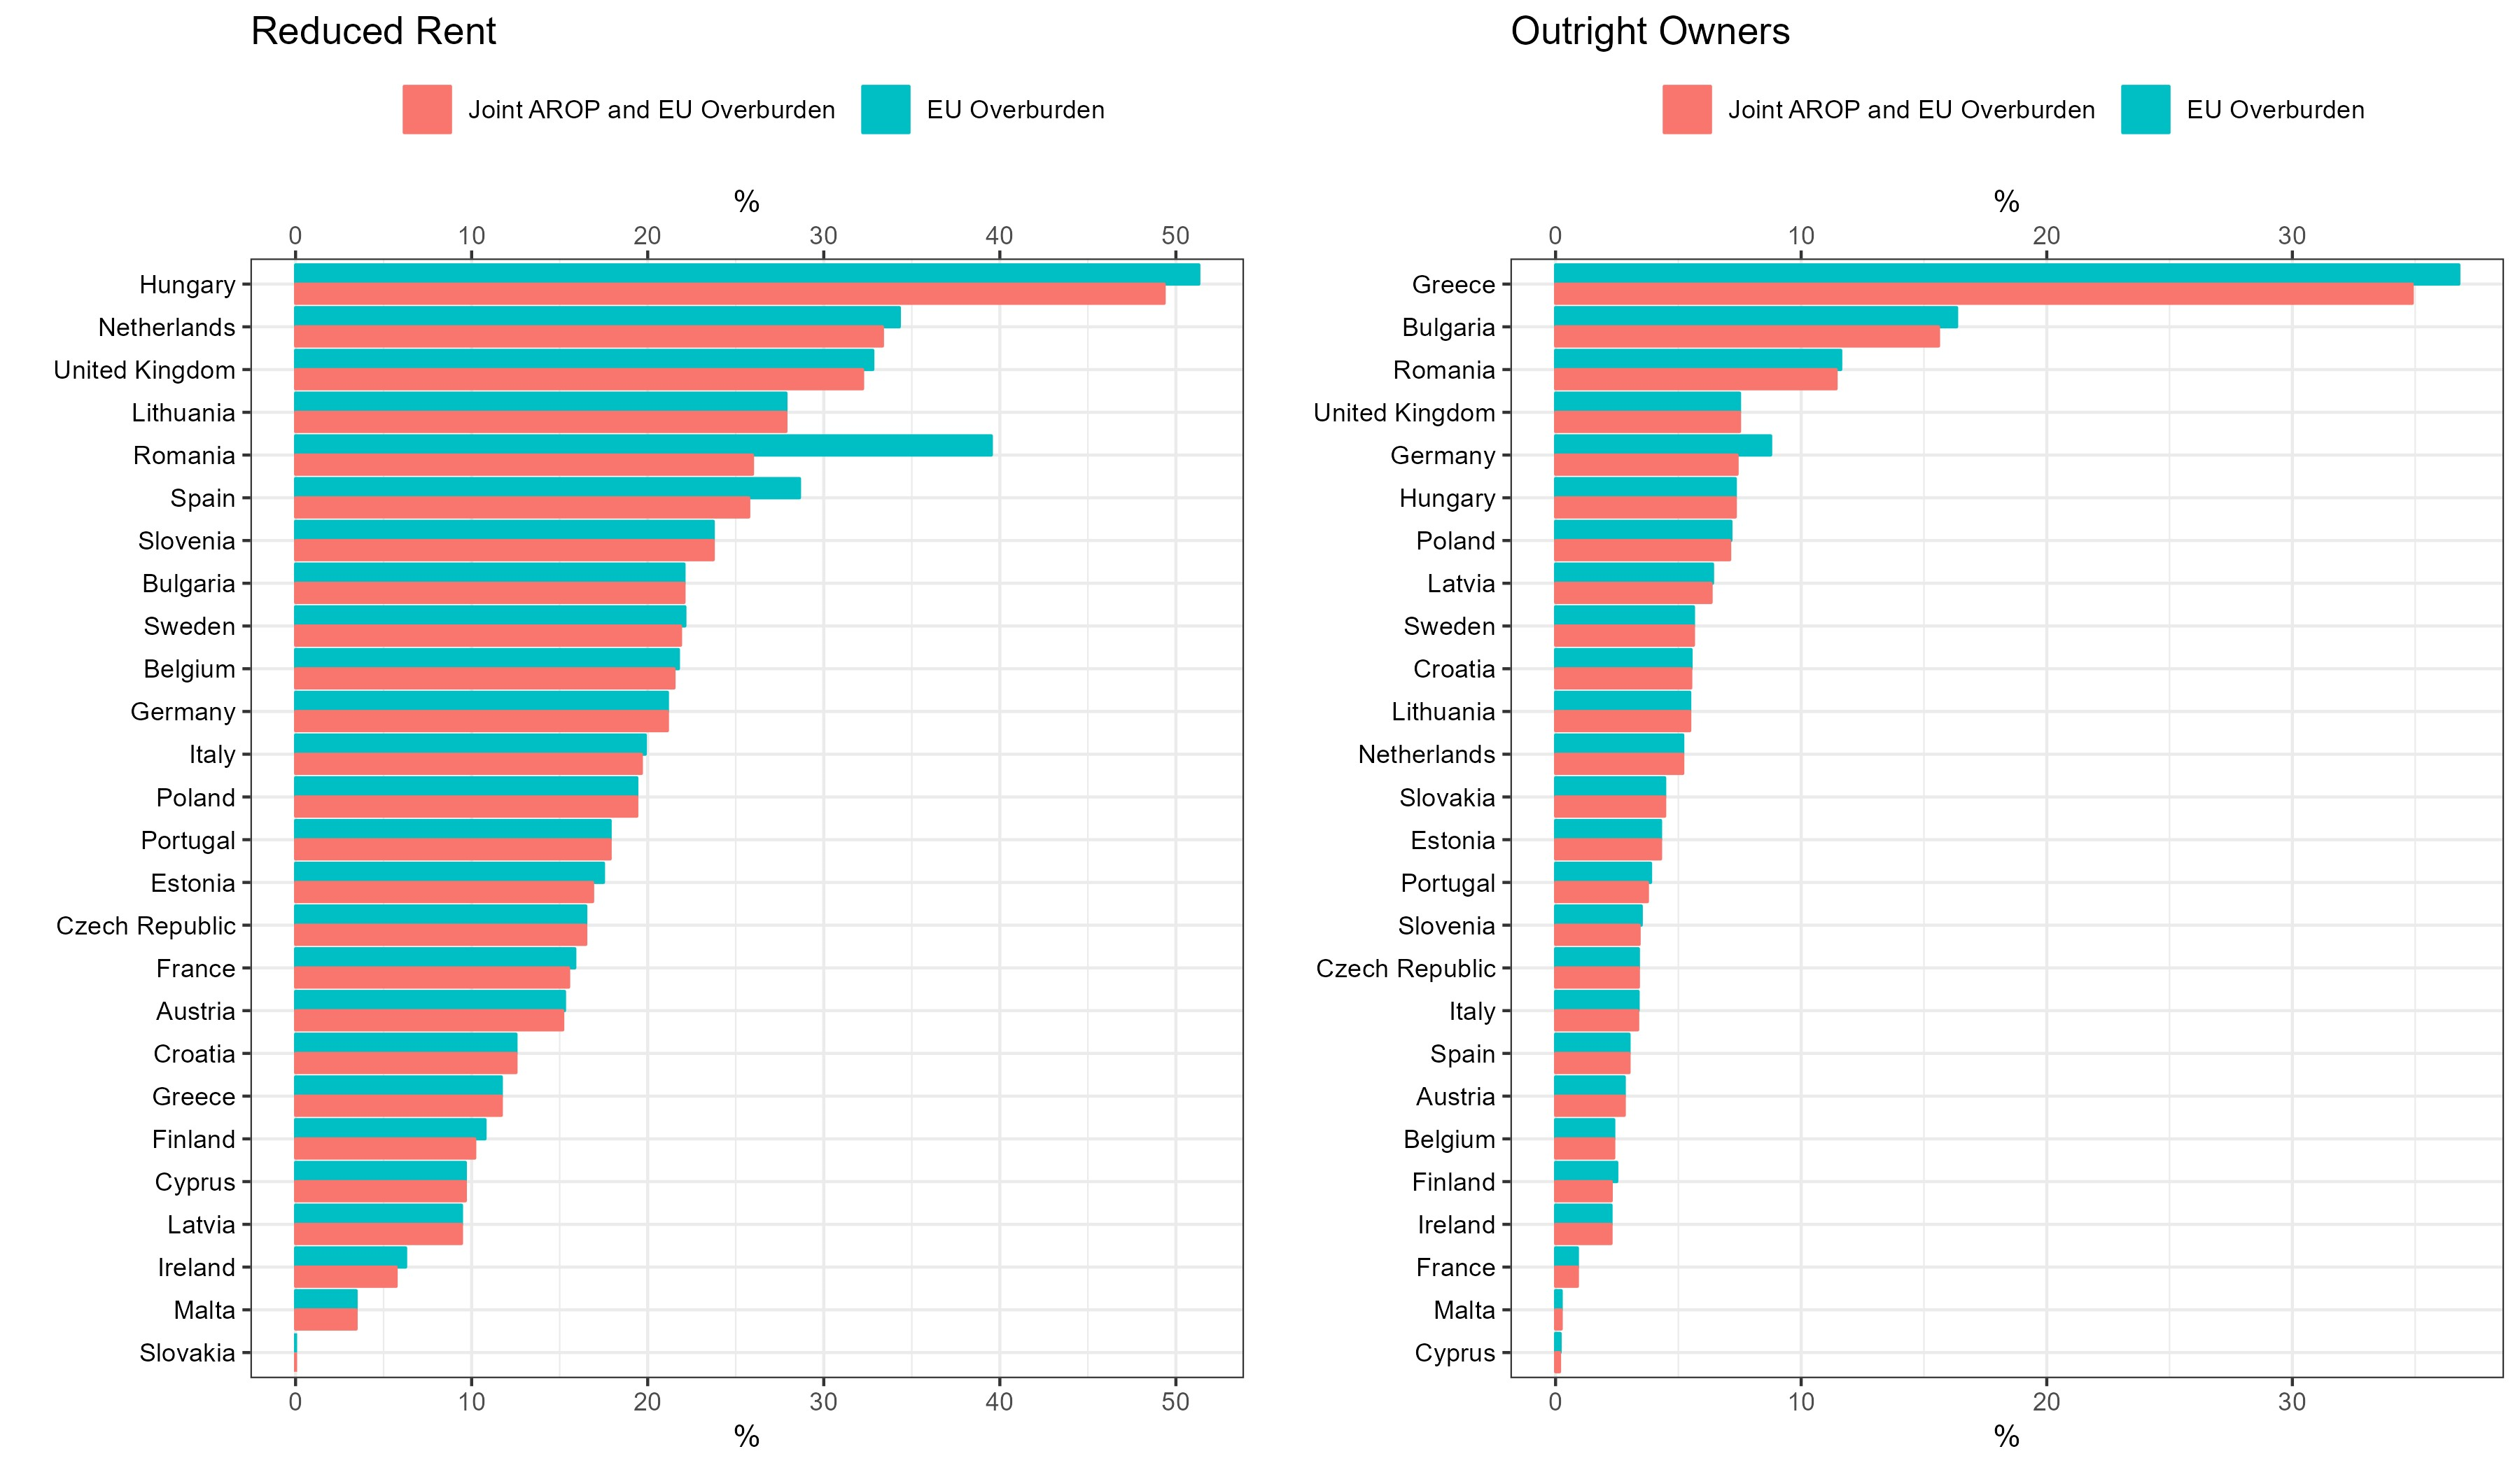 Reduced Rent
Joint AROP and EU Overburden EU Overburden
%
0 10 20 30 40 50
Hungary
Netherlands
United Kingdom
Lithuania
Romania
Spain
Slovenia
Bulgaria
Sweden
Belgium
Germany
Italy
Poland
Portugal
Estonia
Czech Republic
France
Austria
Croatia
Greece
Finland
Cyprus
Latvia
Ireland
Malta
Slovakia
0 10 20 30 40 50
%
Outright Owners
Joint AROP and EU Overburden EU Overburden
%
0 10 20 30
Greece
Bulgaria
Romania
United Kingdom
Germany
Hungary
Poland
Latvia
Sweden
Croatia
Lithuania
Netherlands
Slovakia
Estonia
Portugal
Slovenia
Czech Republic
Italy
Spain
Austria
Belgium
Finland
Ireland
France
Malta
Cyprus
0 10 20 30
%